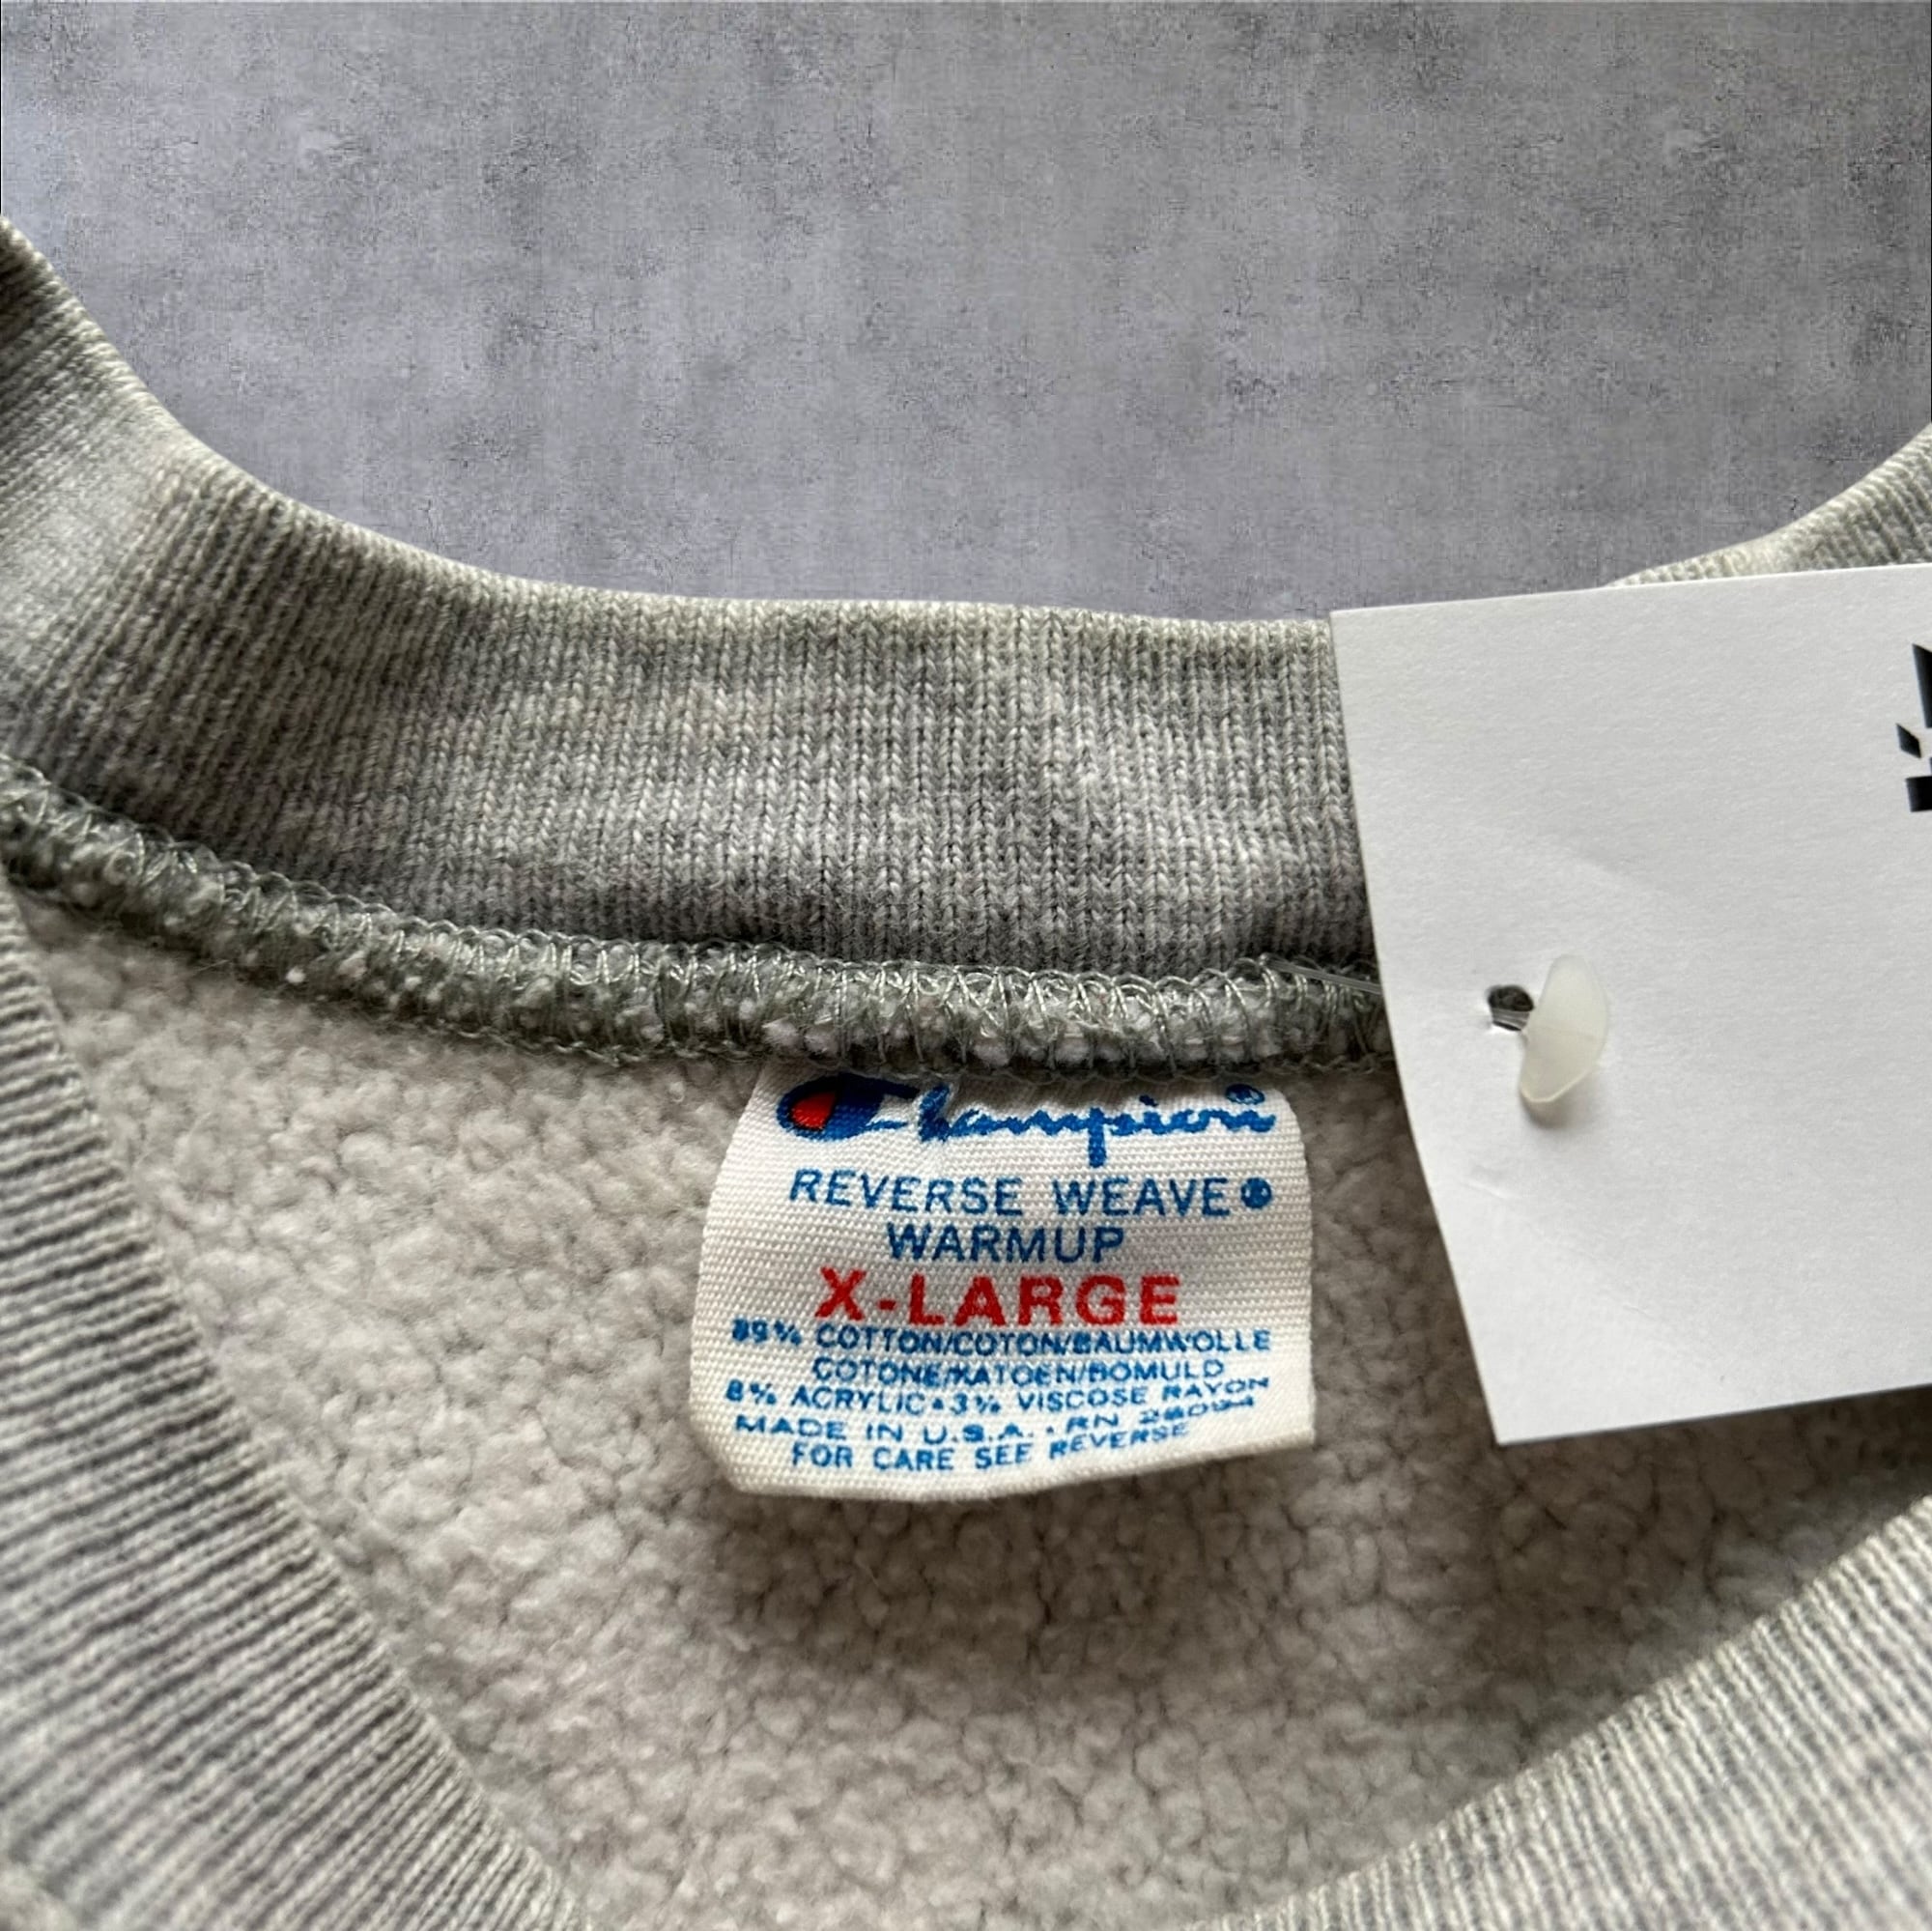 Champion®
REVERSE WEAVE®
WARMUP
X-LARGE
89% COTTON/COTON/BAUMWOLLE
COTONE/KATOEN/BOMULD
8% ACRYLIC•3% VISCOSE RAYON
MADE IN U.S.A. • RN 26094
FOR CARE SEE REVERSE